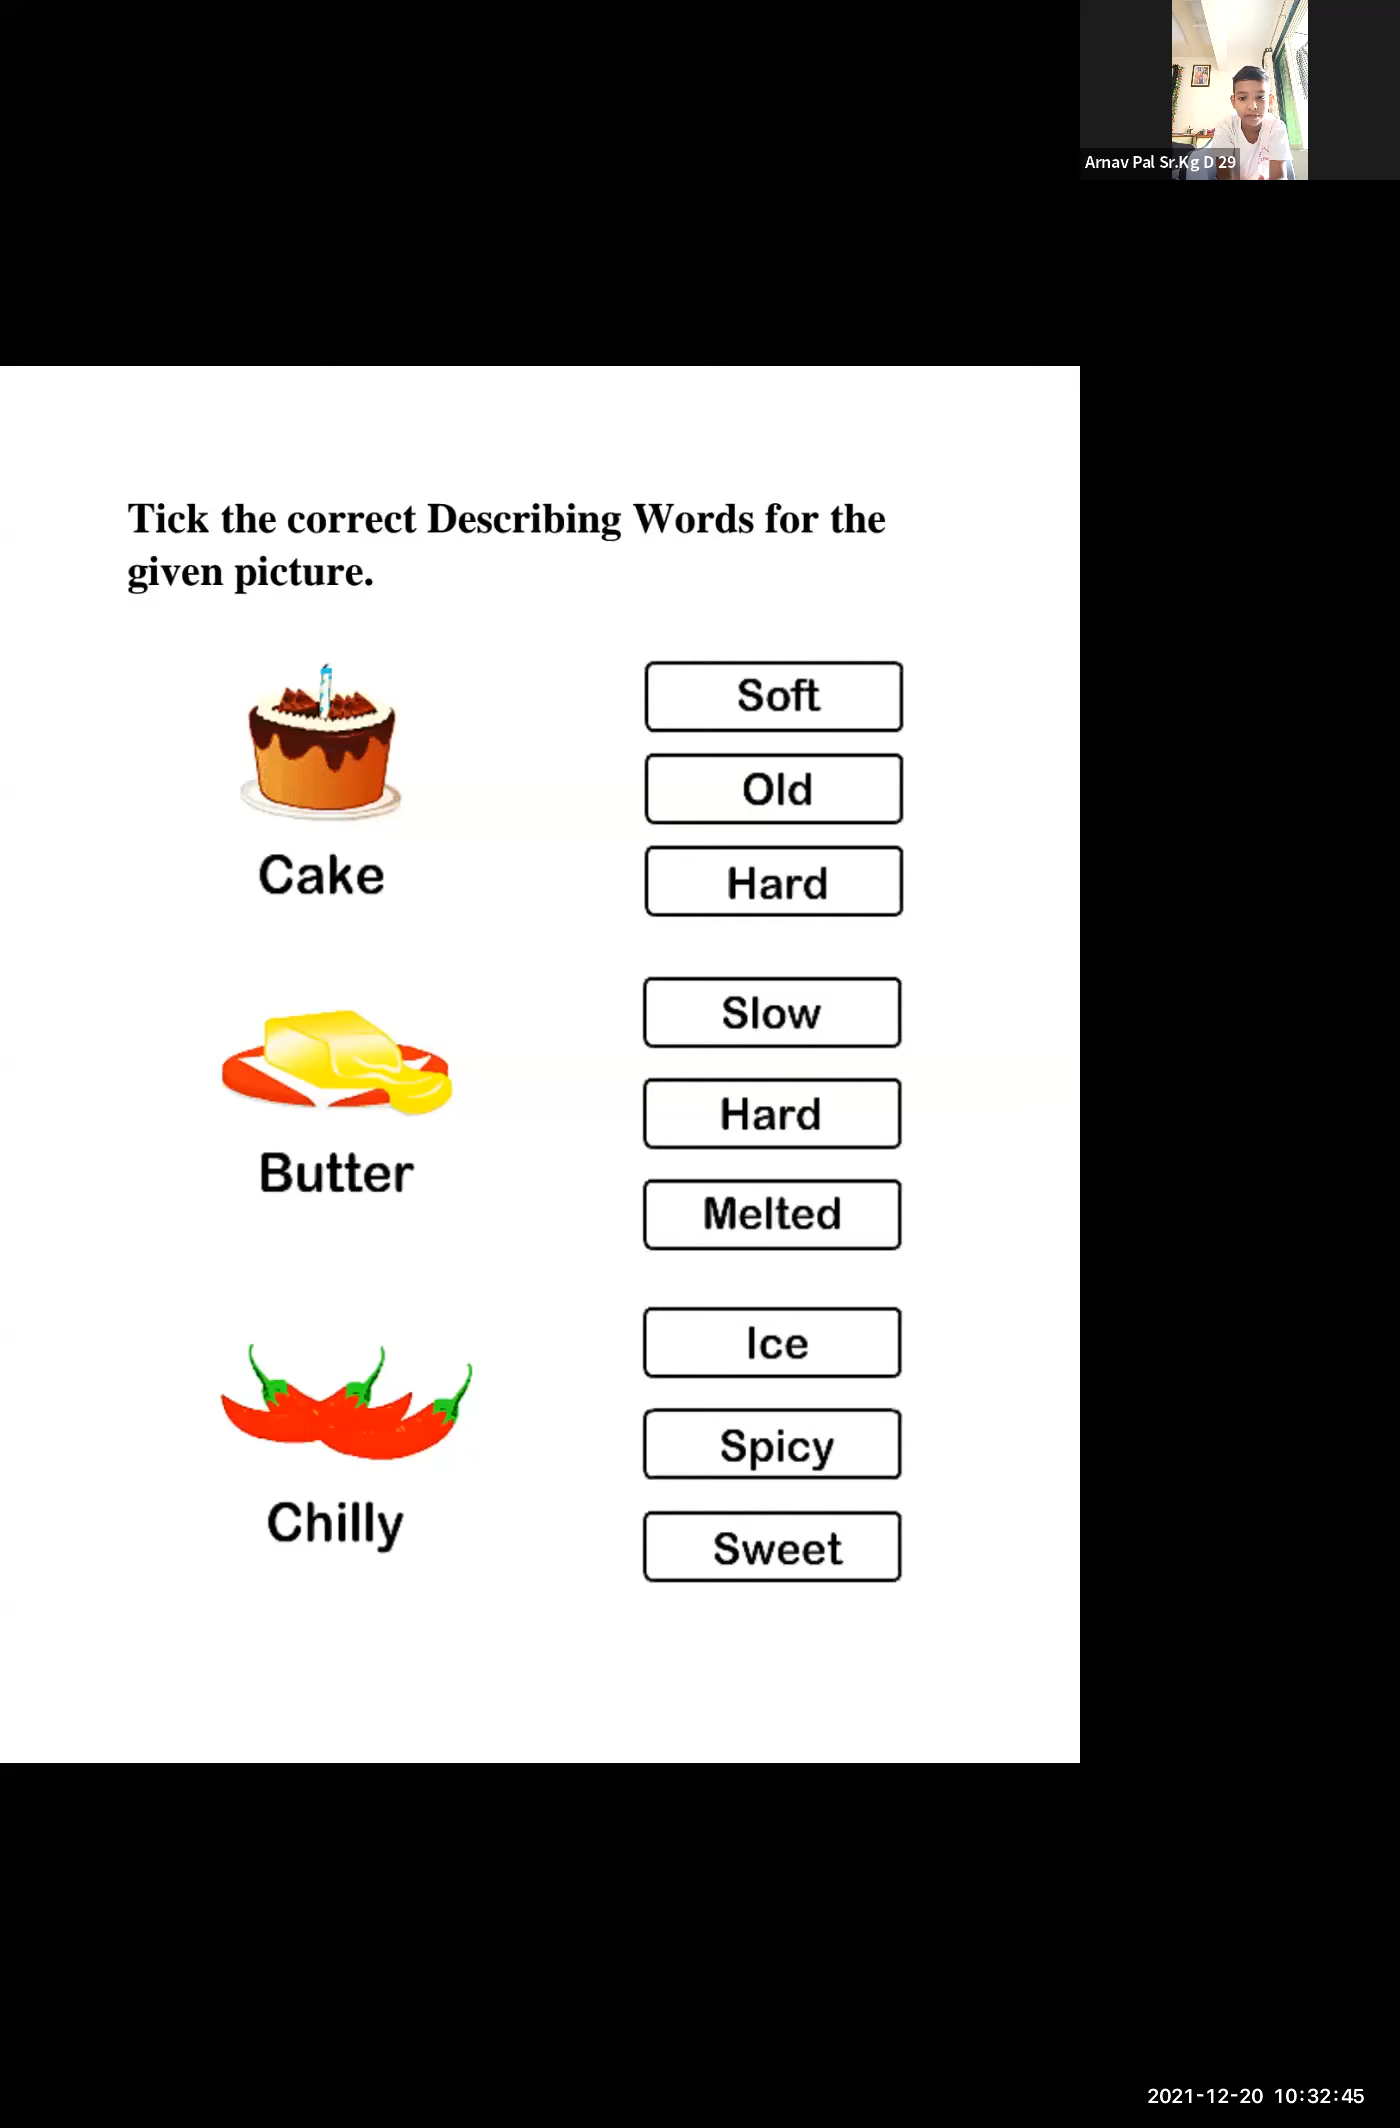 Arnav Pal Sr.Kg D 29
Tick the correct Describing Words for the
given picture.
Soft
Old
Hard
Cake
Slow
Hard
Melted
Butter
Ice
Spicy
Sweet
Chilly
2021-12-20 10:32:45